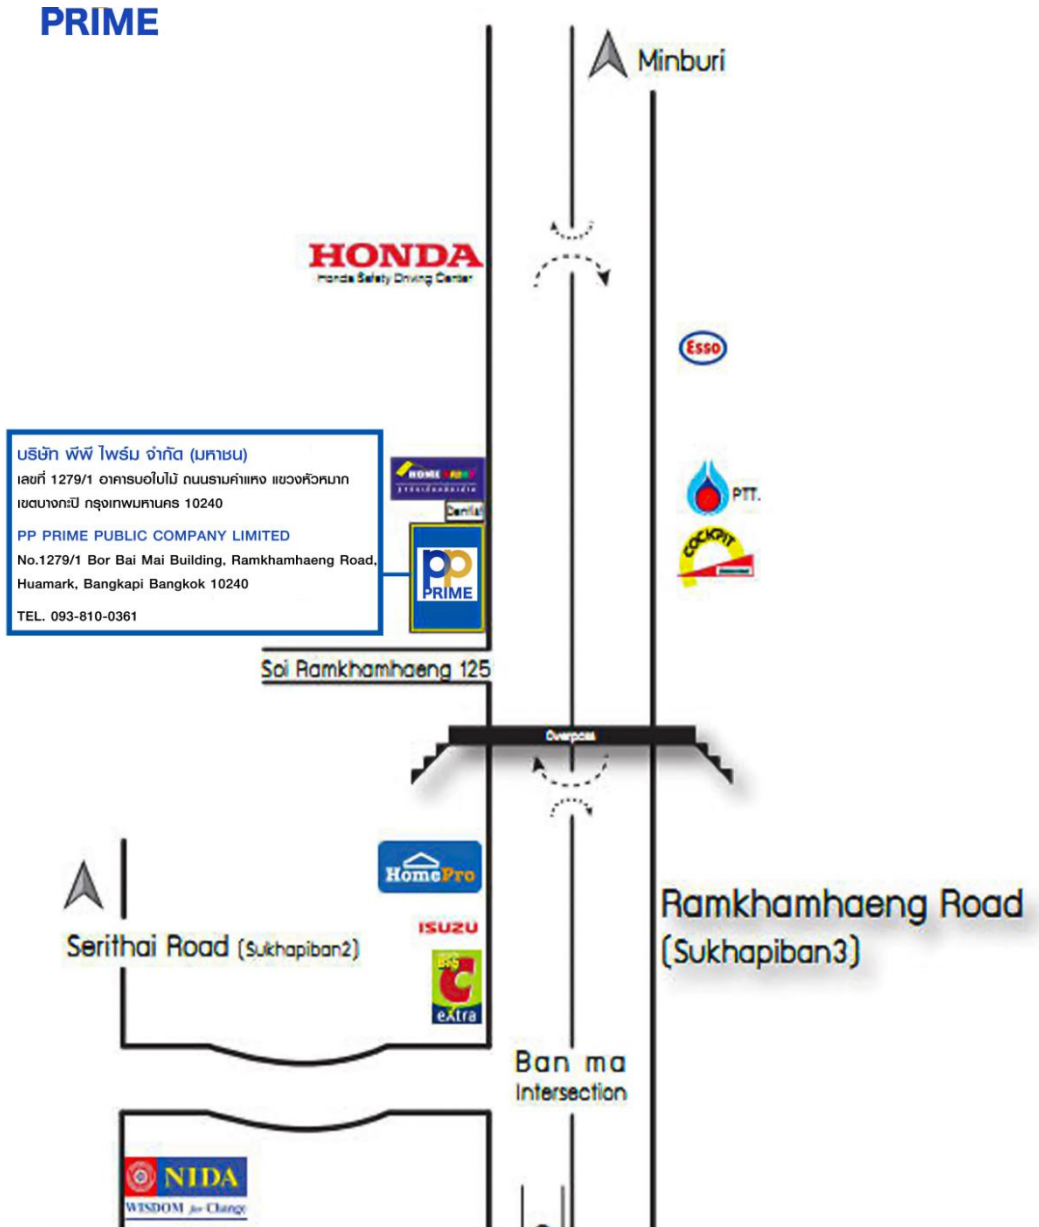 PRIME
Minburi
HONDA
Honda Safety Driving Center
Esso
บริษัท พีพี ไพร์ม จำกัด (มหาชน)
เลขที่ 1279/1 อาคารบอใบไม้ ถนนรามคำแหง แขวงหัวหมาก
เขตบางกะปิ กรุงเทพมหานคร 10240
PP PRIME PUBLIC COMPANY LIMITED
No.1279/1 Bor Bai Mai Building, Ramkhamhaeng Road,
Huamark, Bangkapi Bangkok 10240
TEL. 093-810-0361
HOME
Dentist
pp
PRIME
PTT.
COCKPIT
Soi Ramkhamhaeng 125
Overpass
HomePro
ISUZU
Big
C
eXtra
Ramkhamhaeng Road
(Sukhapiban3)
Serithai Road (Sukhapiban2)
Ban ma
Intersection
NIDA
WISDOM for Change